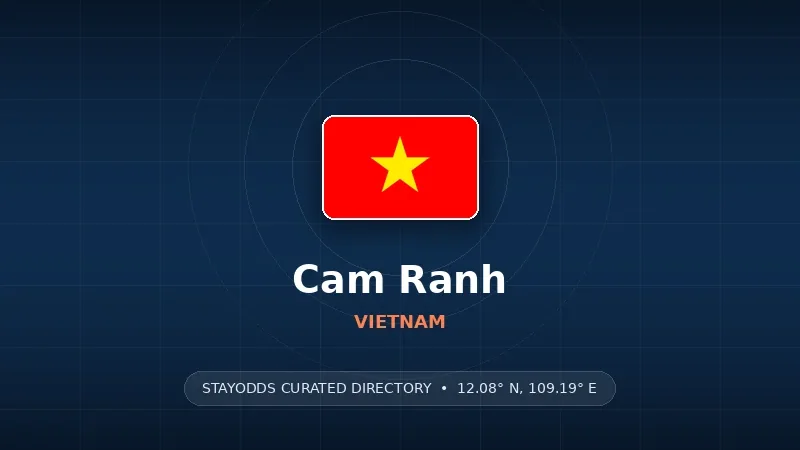 Cam Ranh
VIETNAM
STAYODDS CURATED DIRECTORY • 12.08° N, 109.19° E